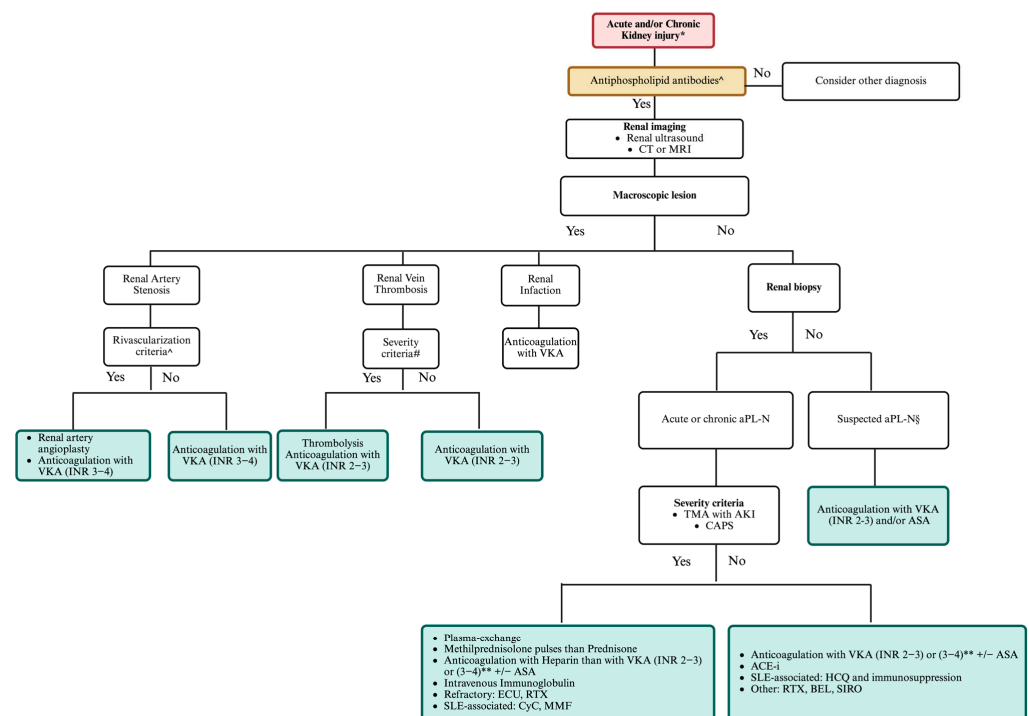 Acute and/or Chronic
Kidney injury*
Antiphospholipid antibodies^
No
Consider other diagnosis
Yes
Renal imaging
• Renal ultrasound
• CT or MRI
Macroscopic lesion
Yes
No
Renal Artery
Stenosis
Renal Vein
Thrombosis
Renal
Infaction
Renal biopsy
Rivascularization
criteria^
Severity
criteria#
Anticoagulation
with VKA
Yes
No
Yes
No
Yes
No
Acute or chronic aPL-N
Suspected aPL-N§
• Renal artery
angioplasty
• Anticoagulation with
VKA (INR 3−4)
Anticoagulation with
VKA (INR 3−4)
Thrombolysis
Anticoagulation with
VKA (INR 2−3)
Anticoagulation with
VKA (INR 2−3)
Severity criteria
• TMA with AKI
• CAPS
Anticoagulation with VKA
(INR 2-3) and/or ASA
Yes
No
• Plasma-exchange
• Methilprednisolone pulses than Prednisone
• Anticoagulation with Heparin than with VKA (INR 2−3)
or (3−4)** +/− ASA
• Intravenous Immunoglobulin
• Refractory: ECU, RTX
• SLE-associated: CyC, MMF
• Anticoagulation with VKA (INR 2−3) or (3−4)** +/− ASA
• ACE-i
• SLE-associated: HCQ and immunosuppression
• Other: RTX, BEL, SIRO